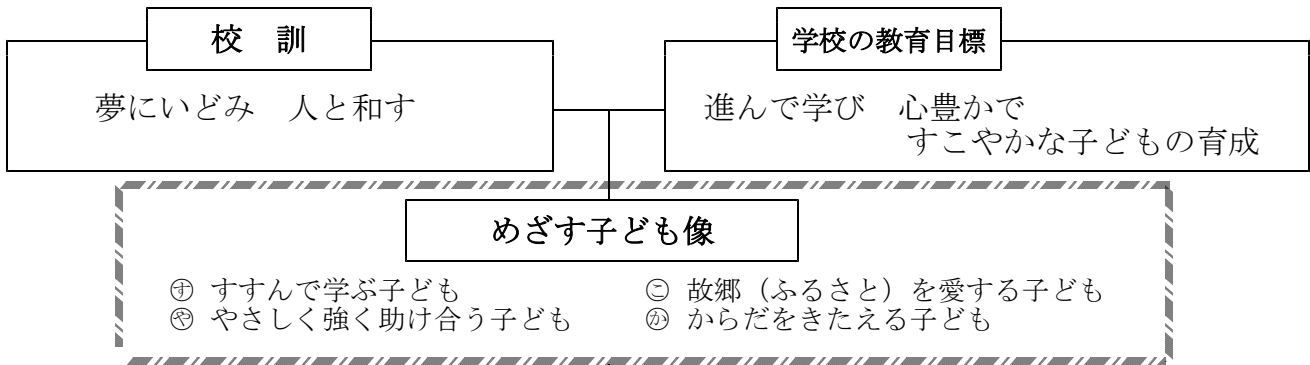 校　訓
夢にいどみ　人と和す
学校の教育目標
進んで学び　心豊かで
すこやかな子どもの育成
めざす子ども像
㋜ すすんで学ぶ子ども
㋙ 故郷（ふるさと）を愛する子ども
㋳ やさしく強く助け合う子ども
㋕ からだをきたえる子ども